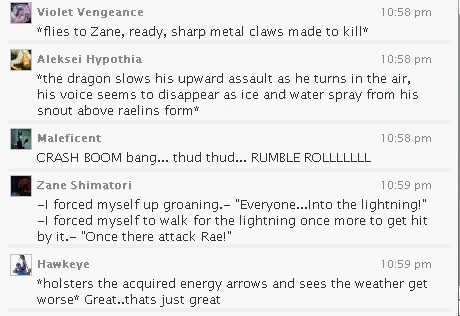 Violet Vengeance 10:58 pm
*flies to Zane, ready, sharp metal claws made to kill*
Aleksei Hypothia 10:58 pm
*the dragon slows his upward assault as he turns in the air,
his voice seems to disappear as ice and water spray from his
snout above raelins form*
Maleficent 10:58 pm
CRASH BOOM bang... thud thud... RUMBLE ROLLLLLLL
Zane Shimatori 10:59 pm
-I forced myself up groaning.- "Everyone...Into the lightning!"
-I forced myself to walk for the lightning once more to get hit
by it.- "Once there attack Rae!"
Hawkeye 10:59 pm
*holsters the acquired energy arrows and sees the weather get
worse* Great..thats just great